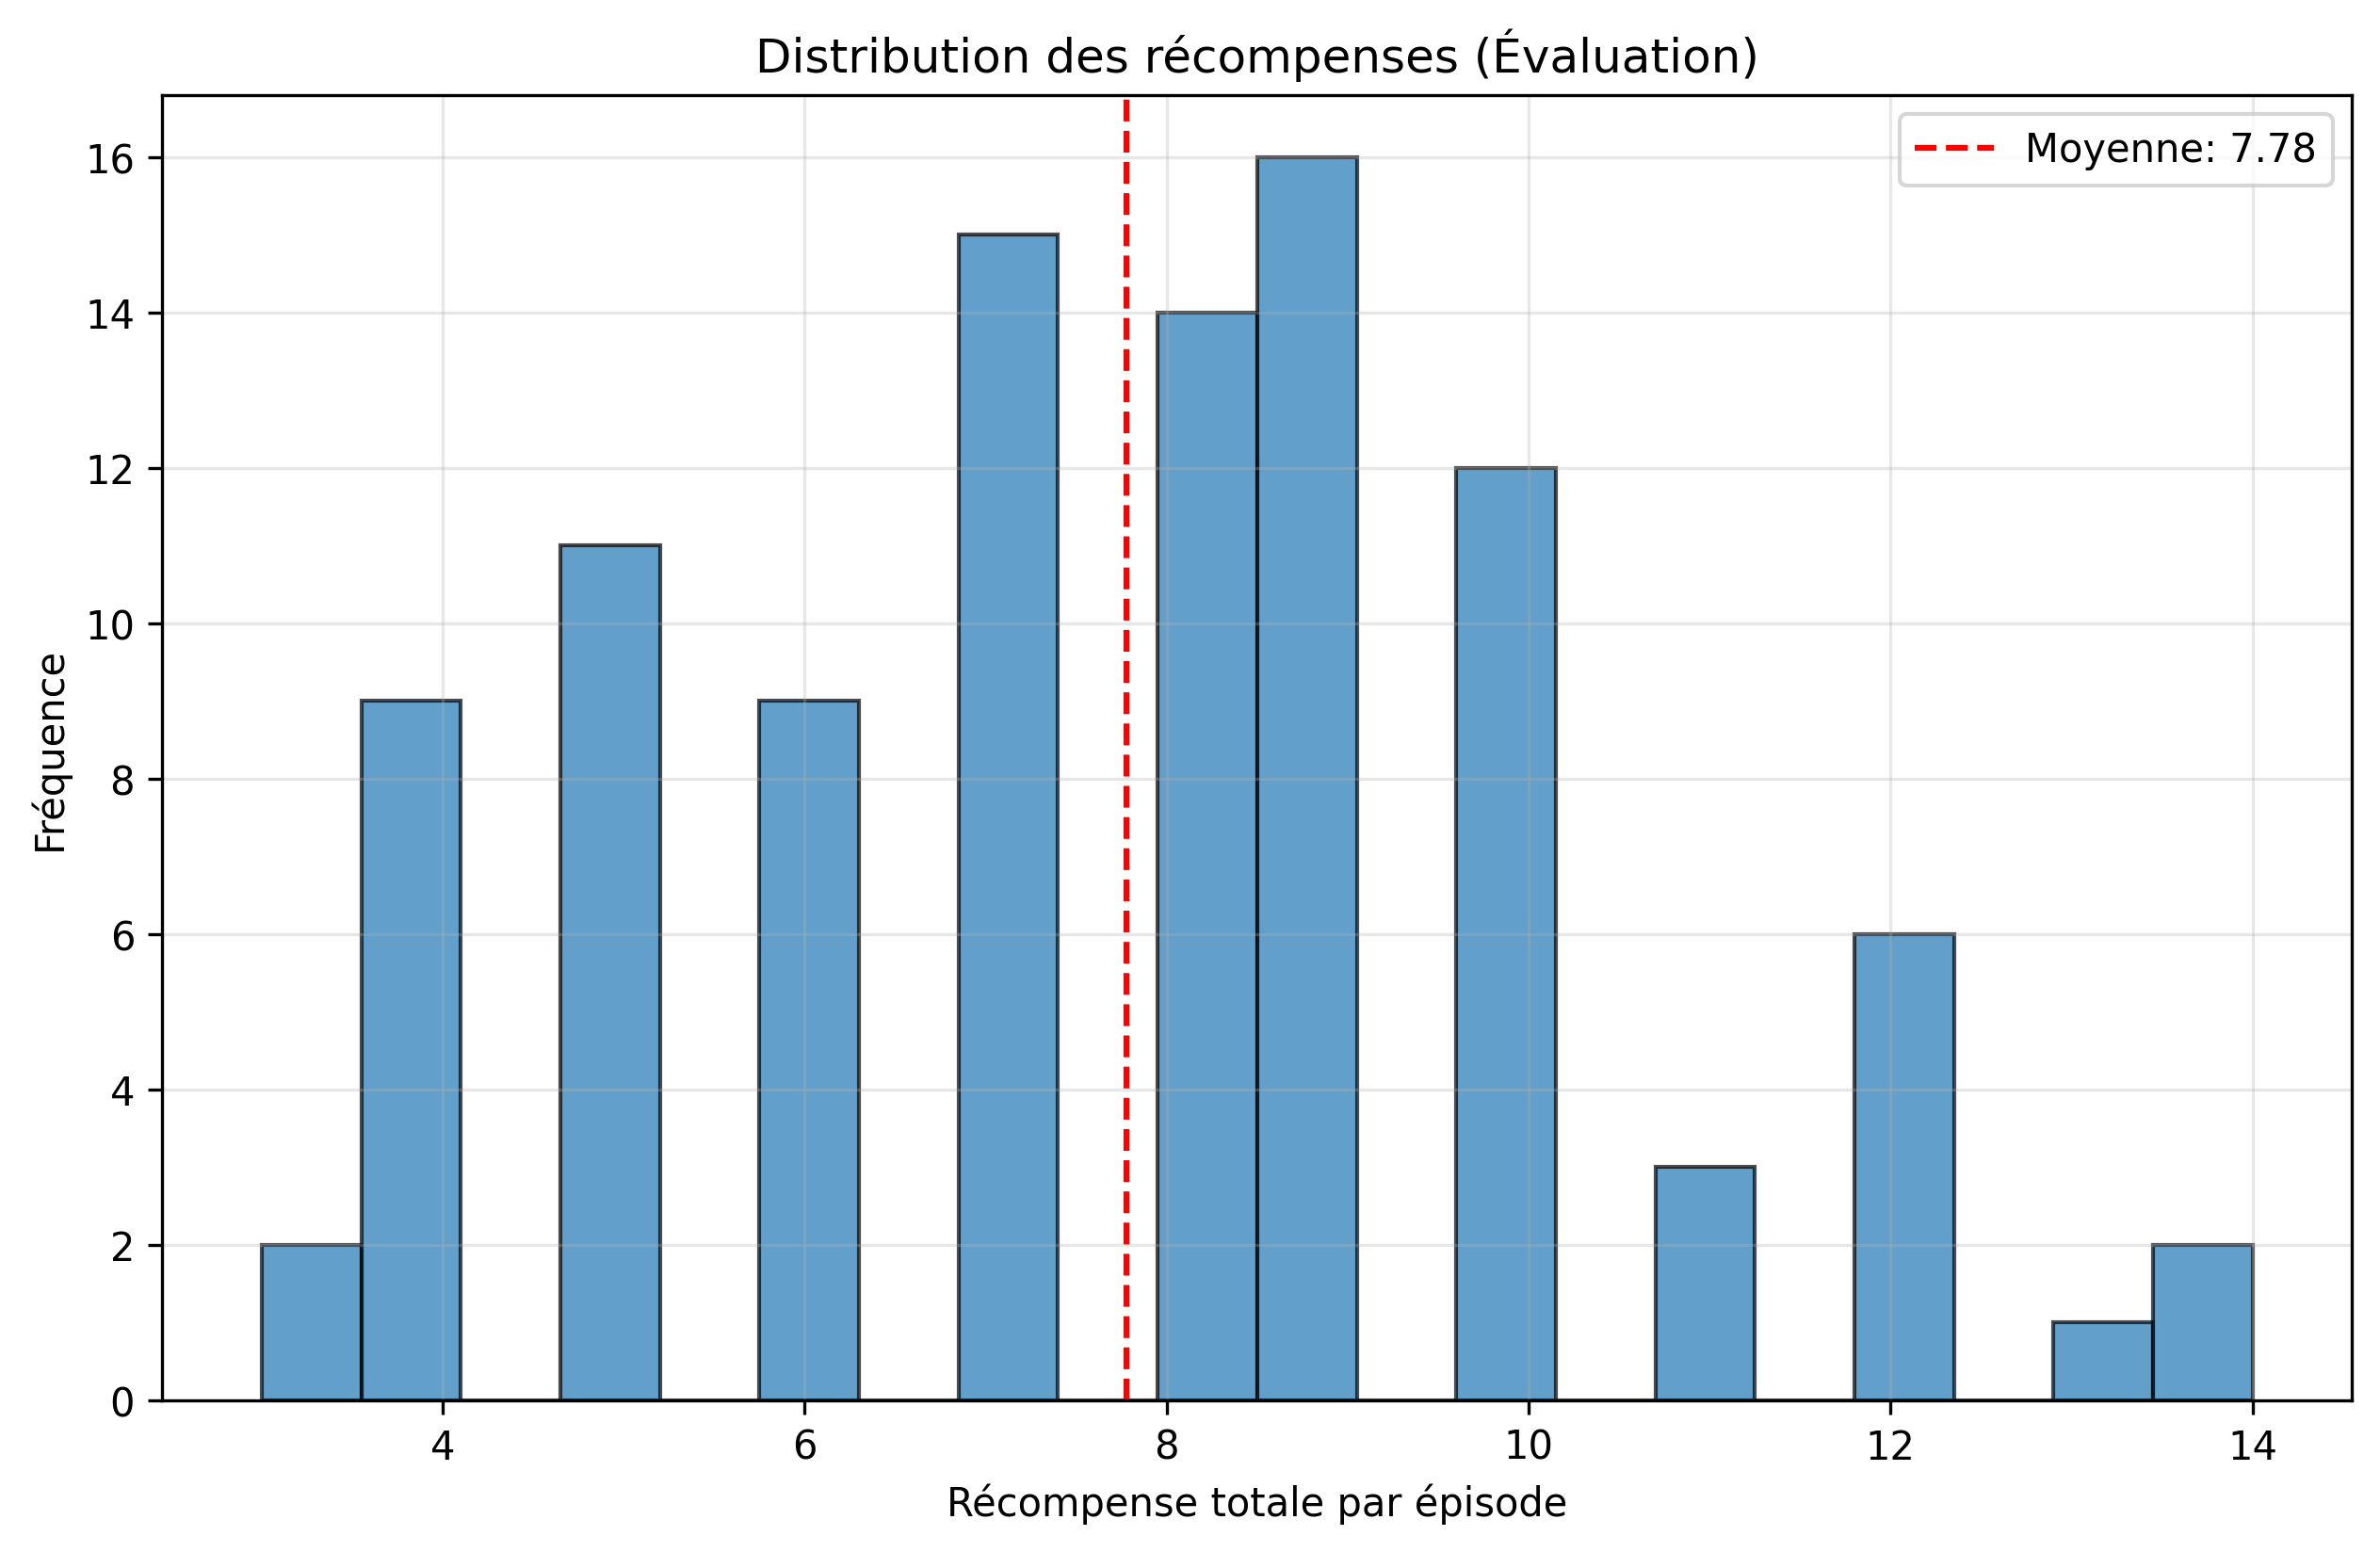 Distribution des récompenses (Évaluation)
Moyenne: 7.78
16
14
12
10
8
6
4
2
0
Fréquence
4 6 8 10 12 14
Récompense totale par épisode